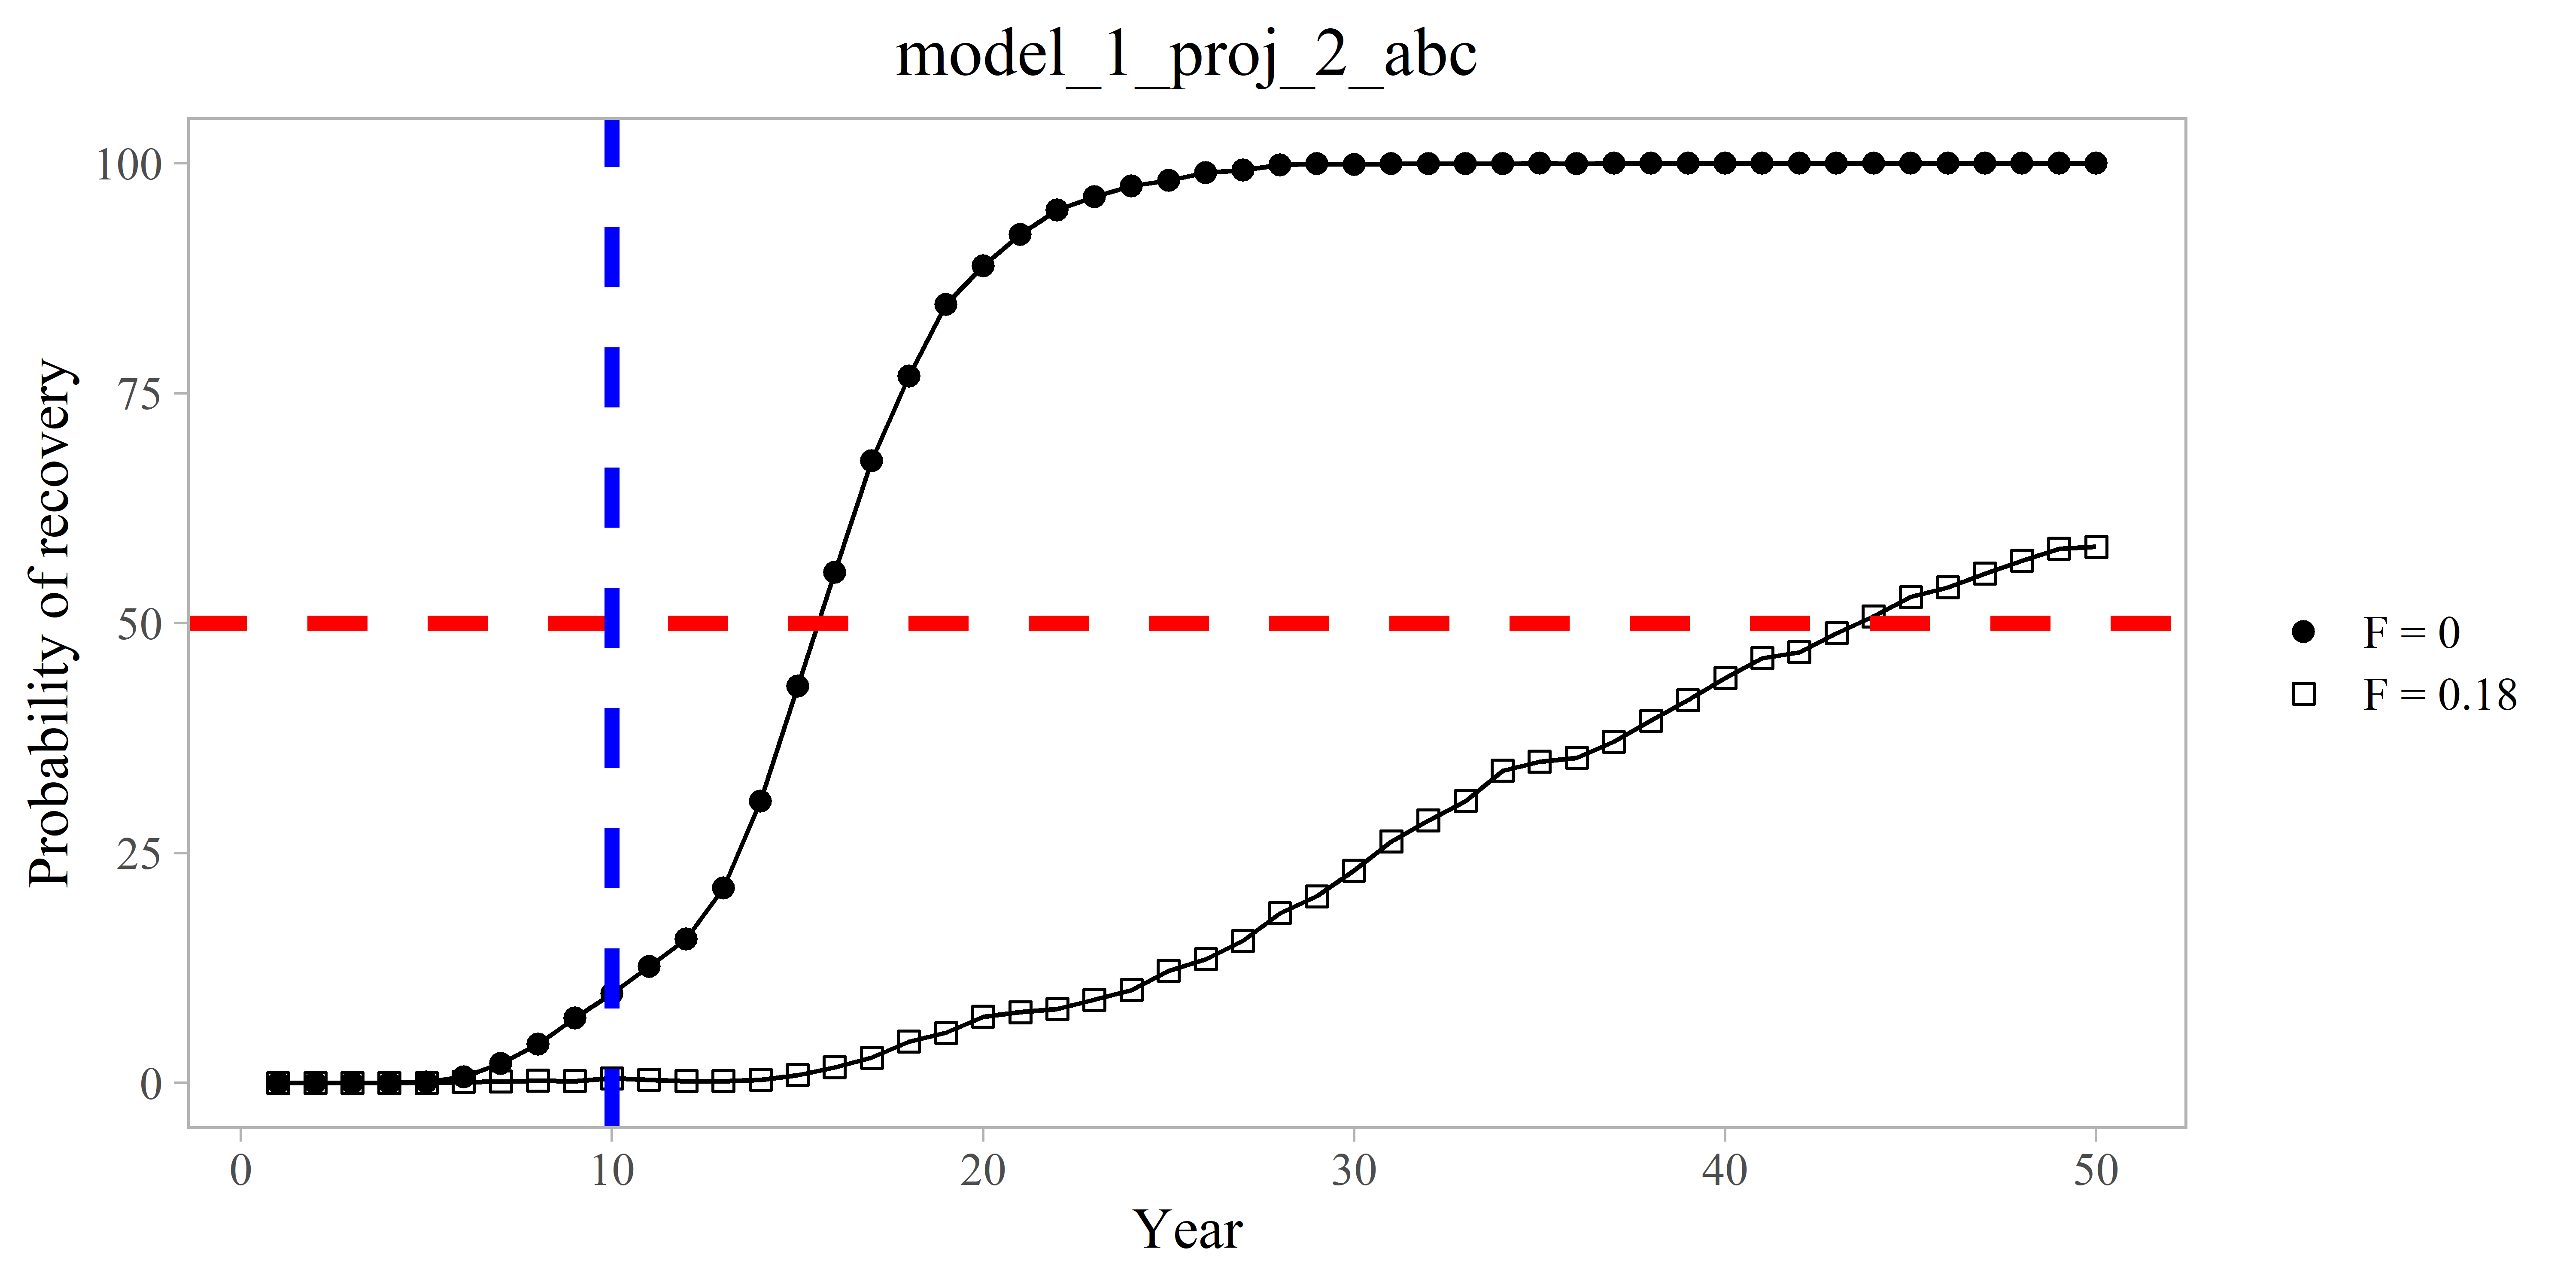 model_1_proj_2_abc
Probability of recovery
100
75
50
25
0
0 10 20 30 40 50
Year
F = 0
F = 0.18